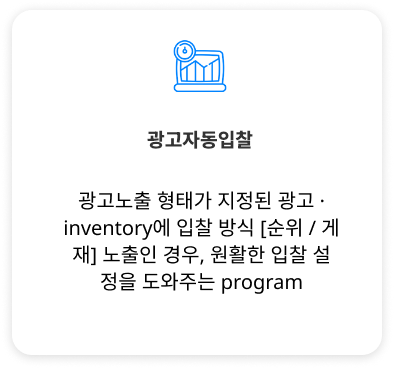 광고자동입찰
광고노출 형태가 지정된 광고 ·
inventory에 입찰 방식 [순위 / 게
재] 노출인 경우, 원활한 입찰 설
정을 도와주는 program